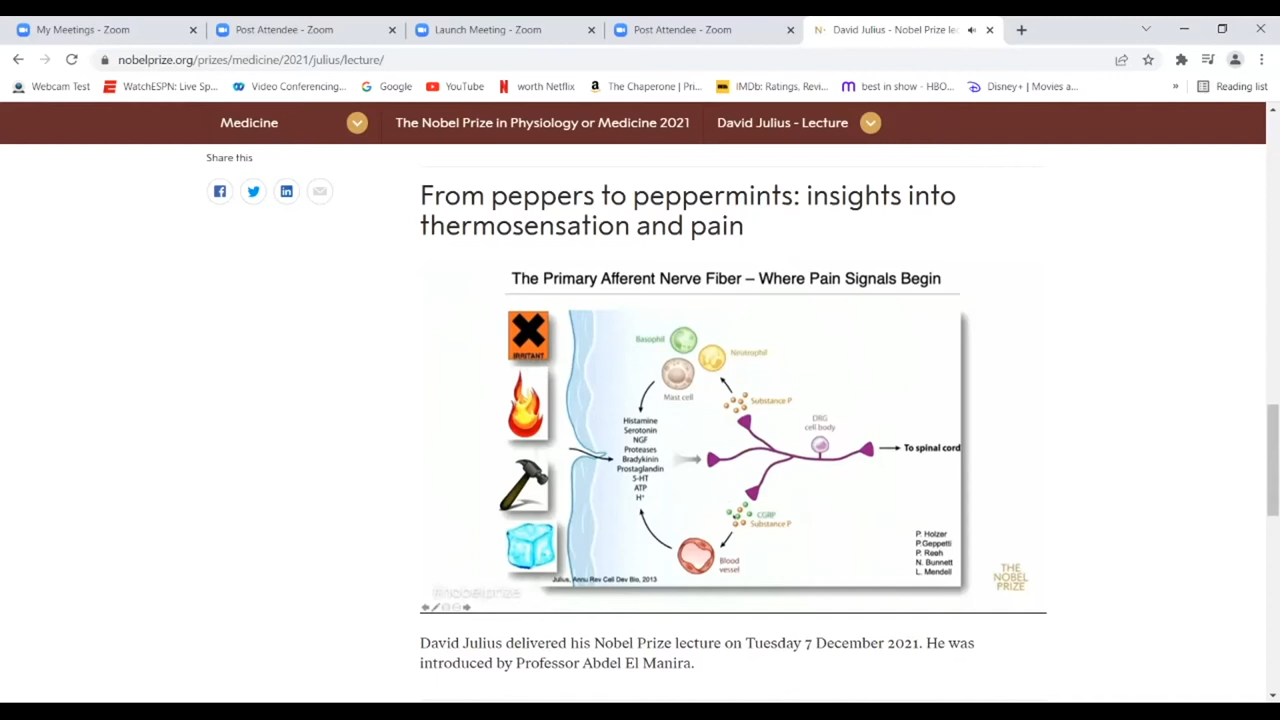 My Meetings - Zoom
Post Attendee - Zoom
Launch Meeting - Zoom
Post Attendee - Zoom
David Julius - Nobel Prize le
nobelprize.org/prizes/medicine/2021/julius/lecture/
Webcam Test
WatchESPN: Live Sp...
Video Conferencing...
Google
YouTube
worth Netflix
The Chaperone | Pri...
IMDb: Ratings, Revi...
best in show - HBO...
Disney+ | Movies a...
»
Reading list
Medicine
The Nobel Prize in Physiology or Medicine 2021
David Julius - Lecture
Share this
From peppers to peppermints: insights into
thermosensation and pain
The Primary Afferent Nerve Fiber – Where Pain Signals Begin
IRRITANT
Basophil
Neutrophil
Mast cell
Substance P
Histamine
Serotonin
NGF
Proteases
Bradykinin
Prostaglandin
5-HT
ATP
H+
DRG
cell body
To spinal cord
CGRP
Substance P
Blood
vessel
P. Holzer
P.Geppetti
P. Reeh
N. Bunnett
L. Mendell
Julius, Annu Rev Cell Dev Bio, 2013
THE
NOBEL
PRIZE
#nobelprize
David Julius delivered his Nobel Prize lecture on Tuesday 7 December 2021. He was
introduced by Professor Abdel El Manira.